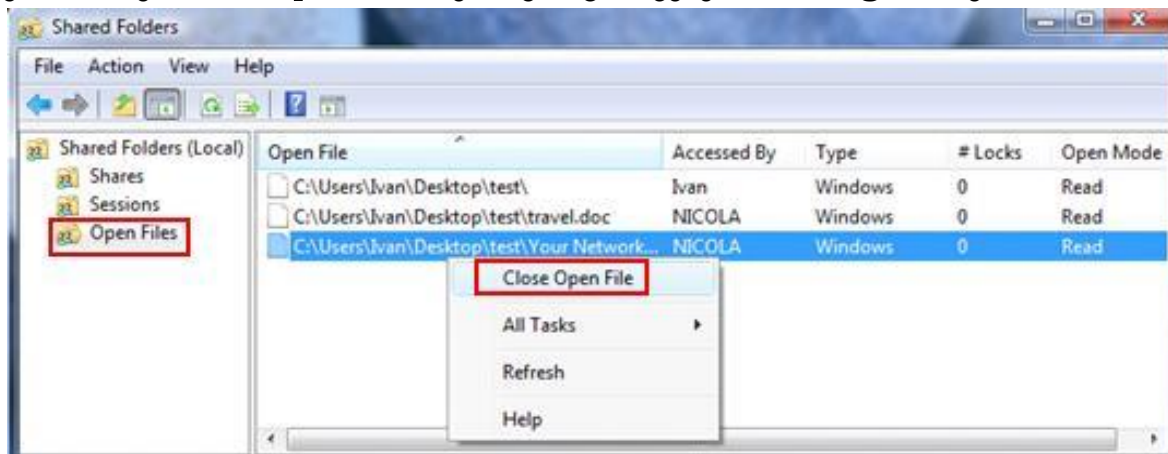 Shared Folders
File Action View Help
Shared Folders (Local)
Shares
Sessions
Open Files
Open File Accessed By Type # Locks Open Mode
C:\Users\Ivan\Desktop\test\ Ivan Windows 0 Read
C:\Users\Ivan\Desktop\test\travel.doc NICOLA Windows 0 Read
C:\Users\Ivan\Desktop\test\Your Network... NICOLA Windows 0 Read
Close Open File
All Tasks
Refresh
Help